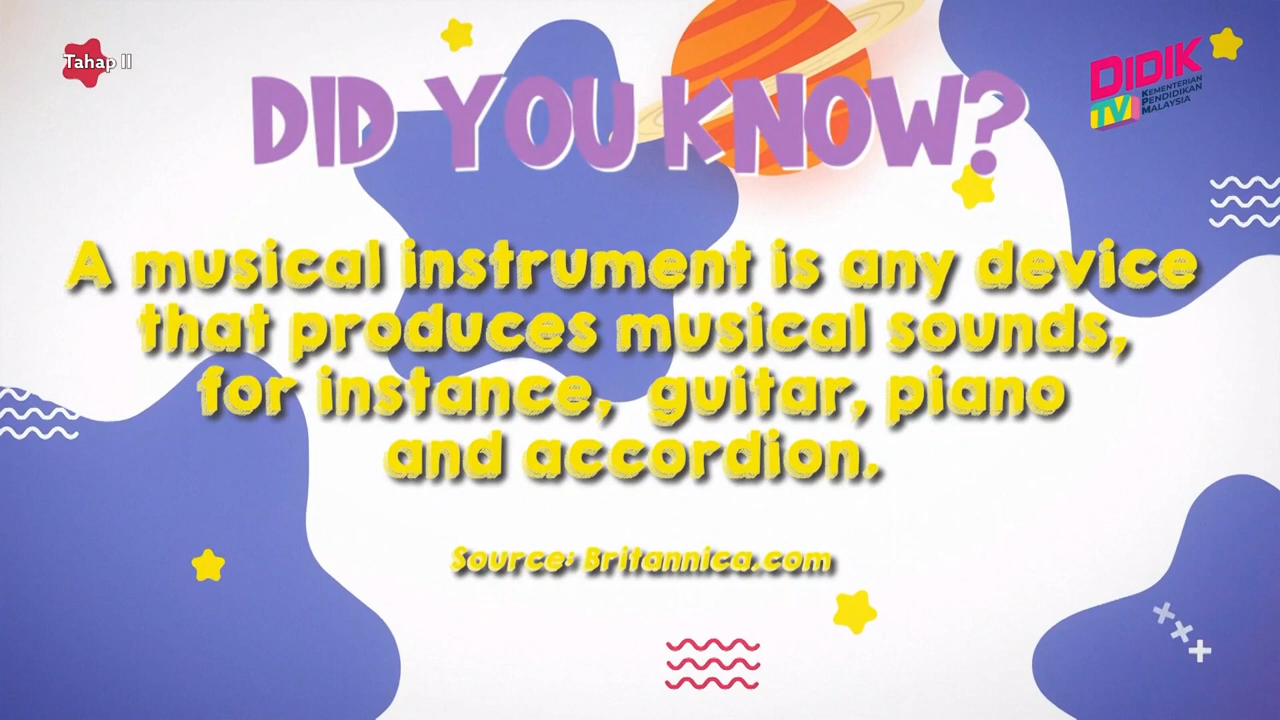 Tahap II
DIDIK
TV
KEMENTERIAN
PENDIDIKAN
MALAYSIA
DID YOU KNOW?
A musical instrument is any device
that produces musical sounds,
for instance, guitar, piano
and accordion.
Source: Britannica.com